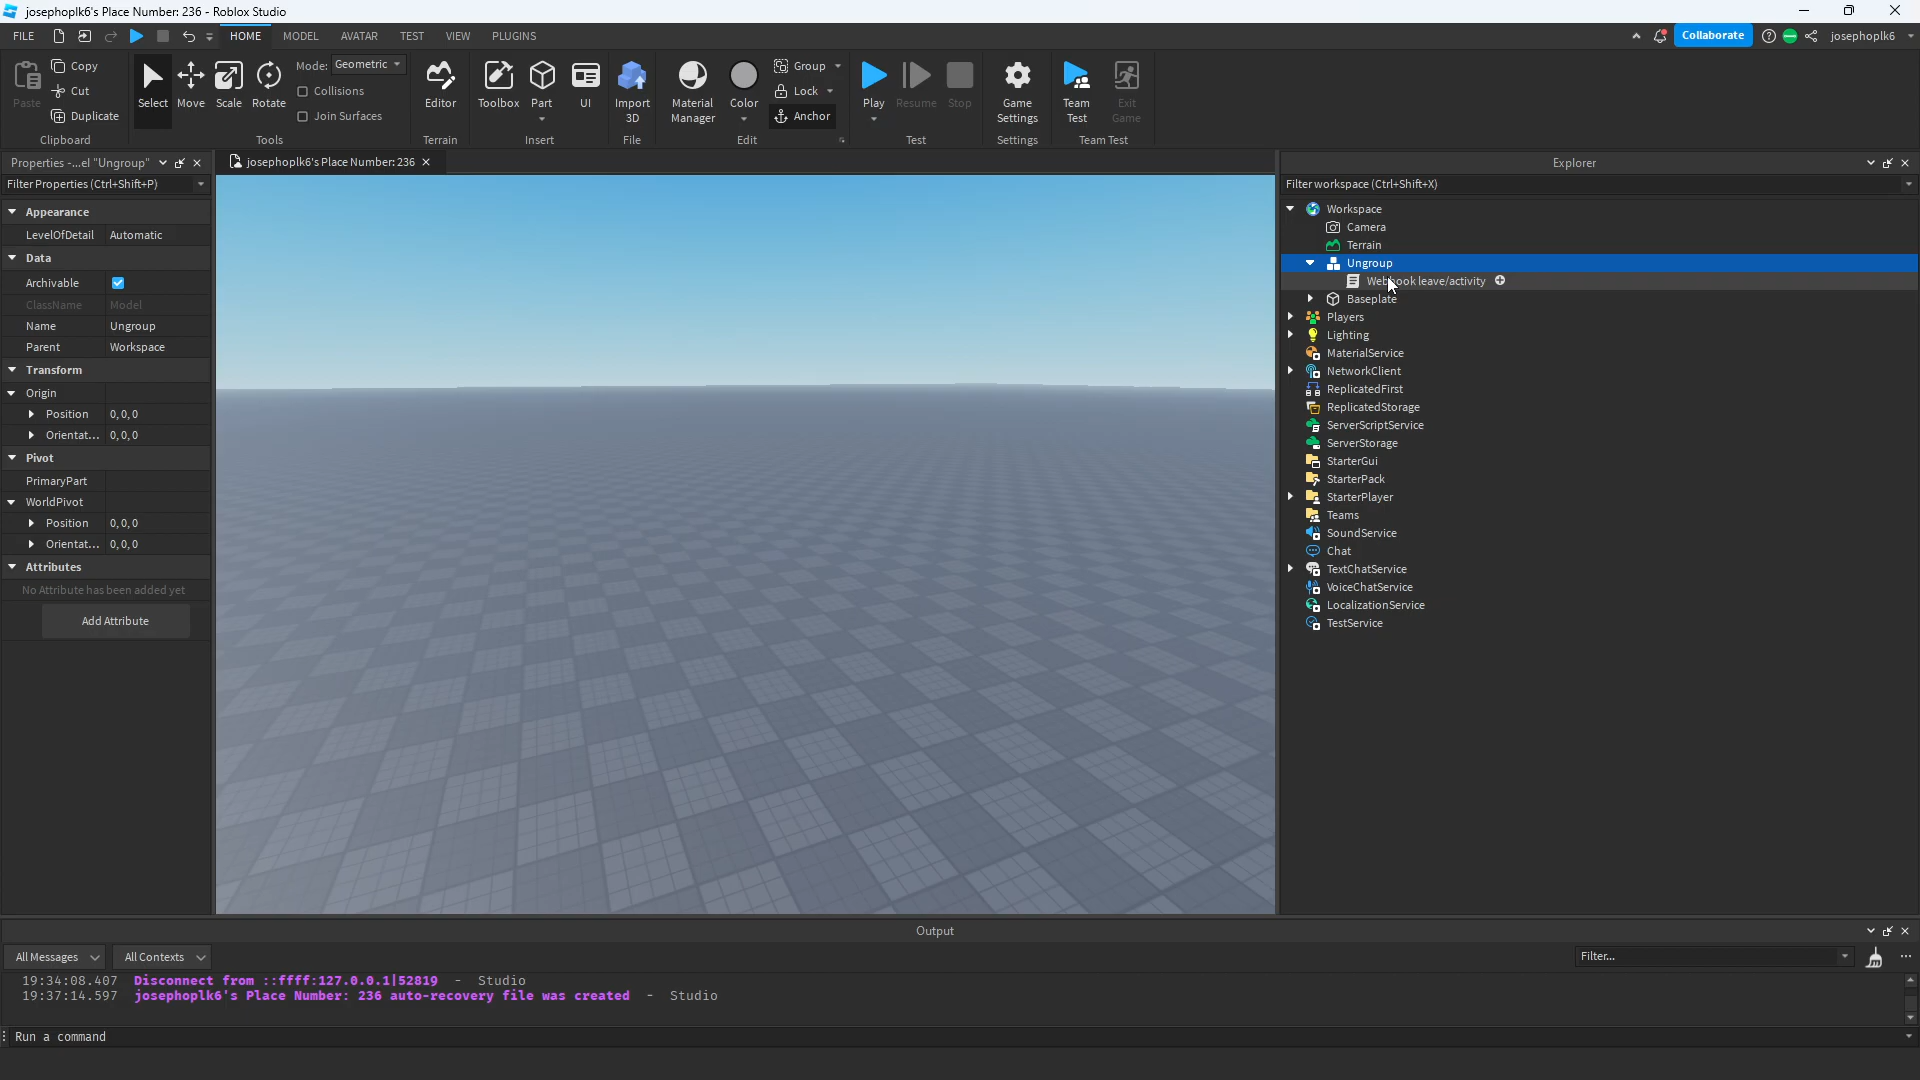 josephoplk6's Place Number: 236 - Roblox Studio
FILE HOME MODEL AVATAR TEST VIEW PLUGINS Collaborate josephoplk6
Paste Copy Cut Duplicate Clipboard
Select Move Scale Rotate Mode: Geometric Collisions Join Surfaces Tools
Editor Terrain
Toolbox Part UI Insert
Import 3D File
Material Manager Color Group Lock Anchor Edit
Play Resume Stop Test
Game Settings Settings
Team Test Exit Game Team Test
Properties -...el "Ungroup"
Filter Properties (Ctrl+Shift+P)
Appearance
LevelOfDetail Automatic
Data
Archivable
ClassName Model
Name Ungroup
Parent Workspace
Transform
Origin
Position 0, 0, 0
Orientat... 0, 0, 0
Pivot
PrimaryPart
WorldPivot
Position 0, 0, 0
Orientat... 0, 0, 0
Attributes
No Attribute has been added yet
Add Attribute
josephoplk6's Place Number: 236
Explorer
Filter workspace (Ctrl+Shift+X)
Workspace
Camera
Terrain
Ungroup
Webhook leave/activity
Baseplate
Players
Lighting
MaterialService
NetworkClient
ReplicatedFirst
ReplicatedStorage
ServerScriptService
ServerStorage
StarterGui
StarterPack
StarterPlayer
Teams
SoundService
Chat
TextChatService
VoiceChatService
LocalizationService
TestService
Output
All Messages All Contexts Filter...
19:34:08.407 Disconnect from ::ffff:127.0.0.1|52819 - Studio
19:37:14.597 josephoplk6's Place Number: 236 auto-recovery file was created - Studio
Run a command